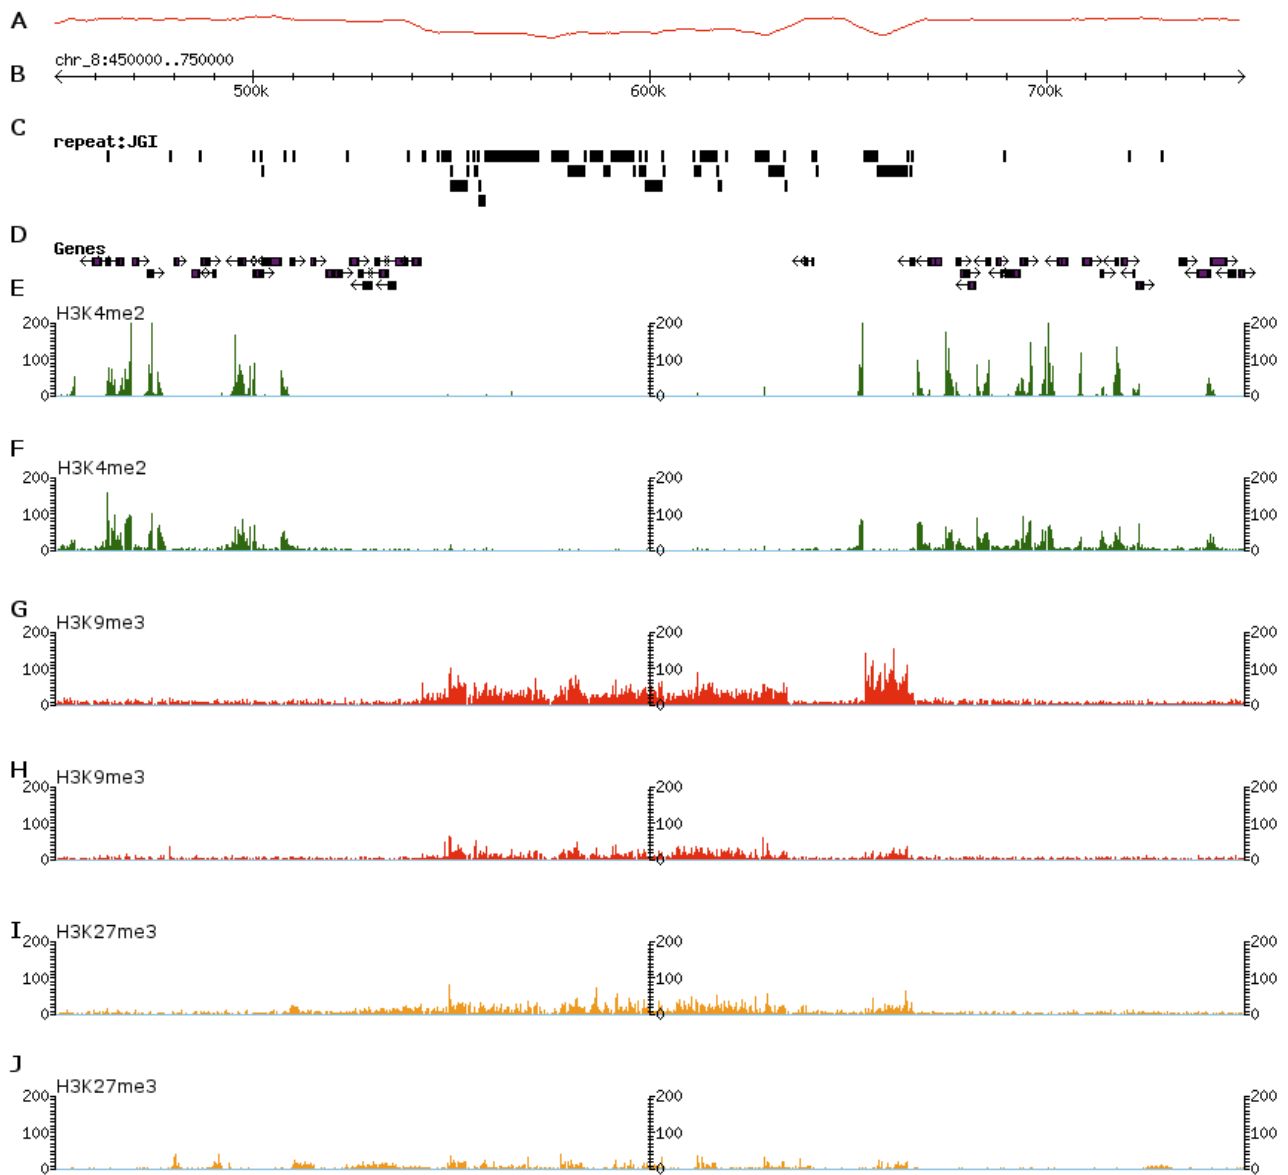 A
chr_8:450000..750000
B
500k 600k 700k
C
repeat:JGI
D
Genes
E
H3K4me2
200 200 200
100 100 100
0 0 0
F
H3K4me2
200 200 200
100 100 100
0 0 0
G
H3K9me3
200 200 200
100 100 100
0 0 0
H
H3K9me3
200 200 200
100 100 100
0 0 0
I
H3K27me3
200 200 200
100 100 100
0 0 0
J
H3K27me3
200 200 200
100 100 100
0 0 0